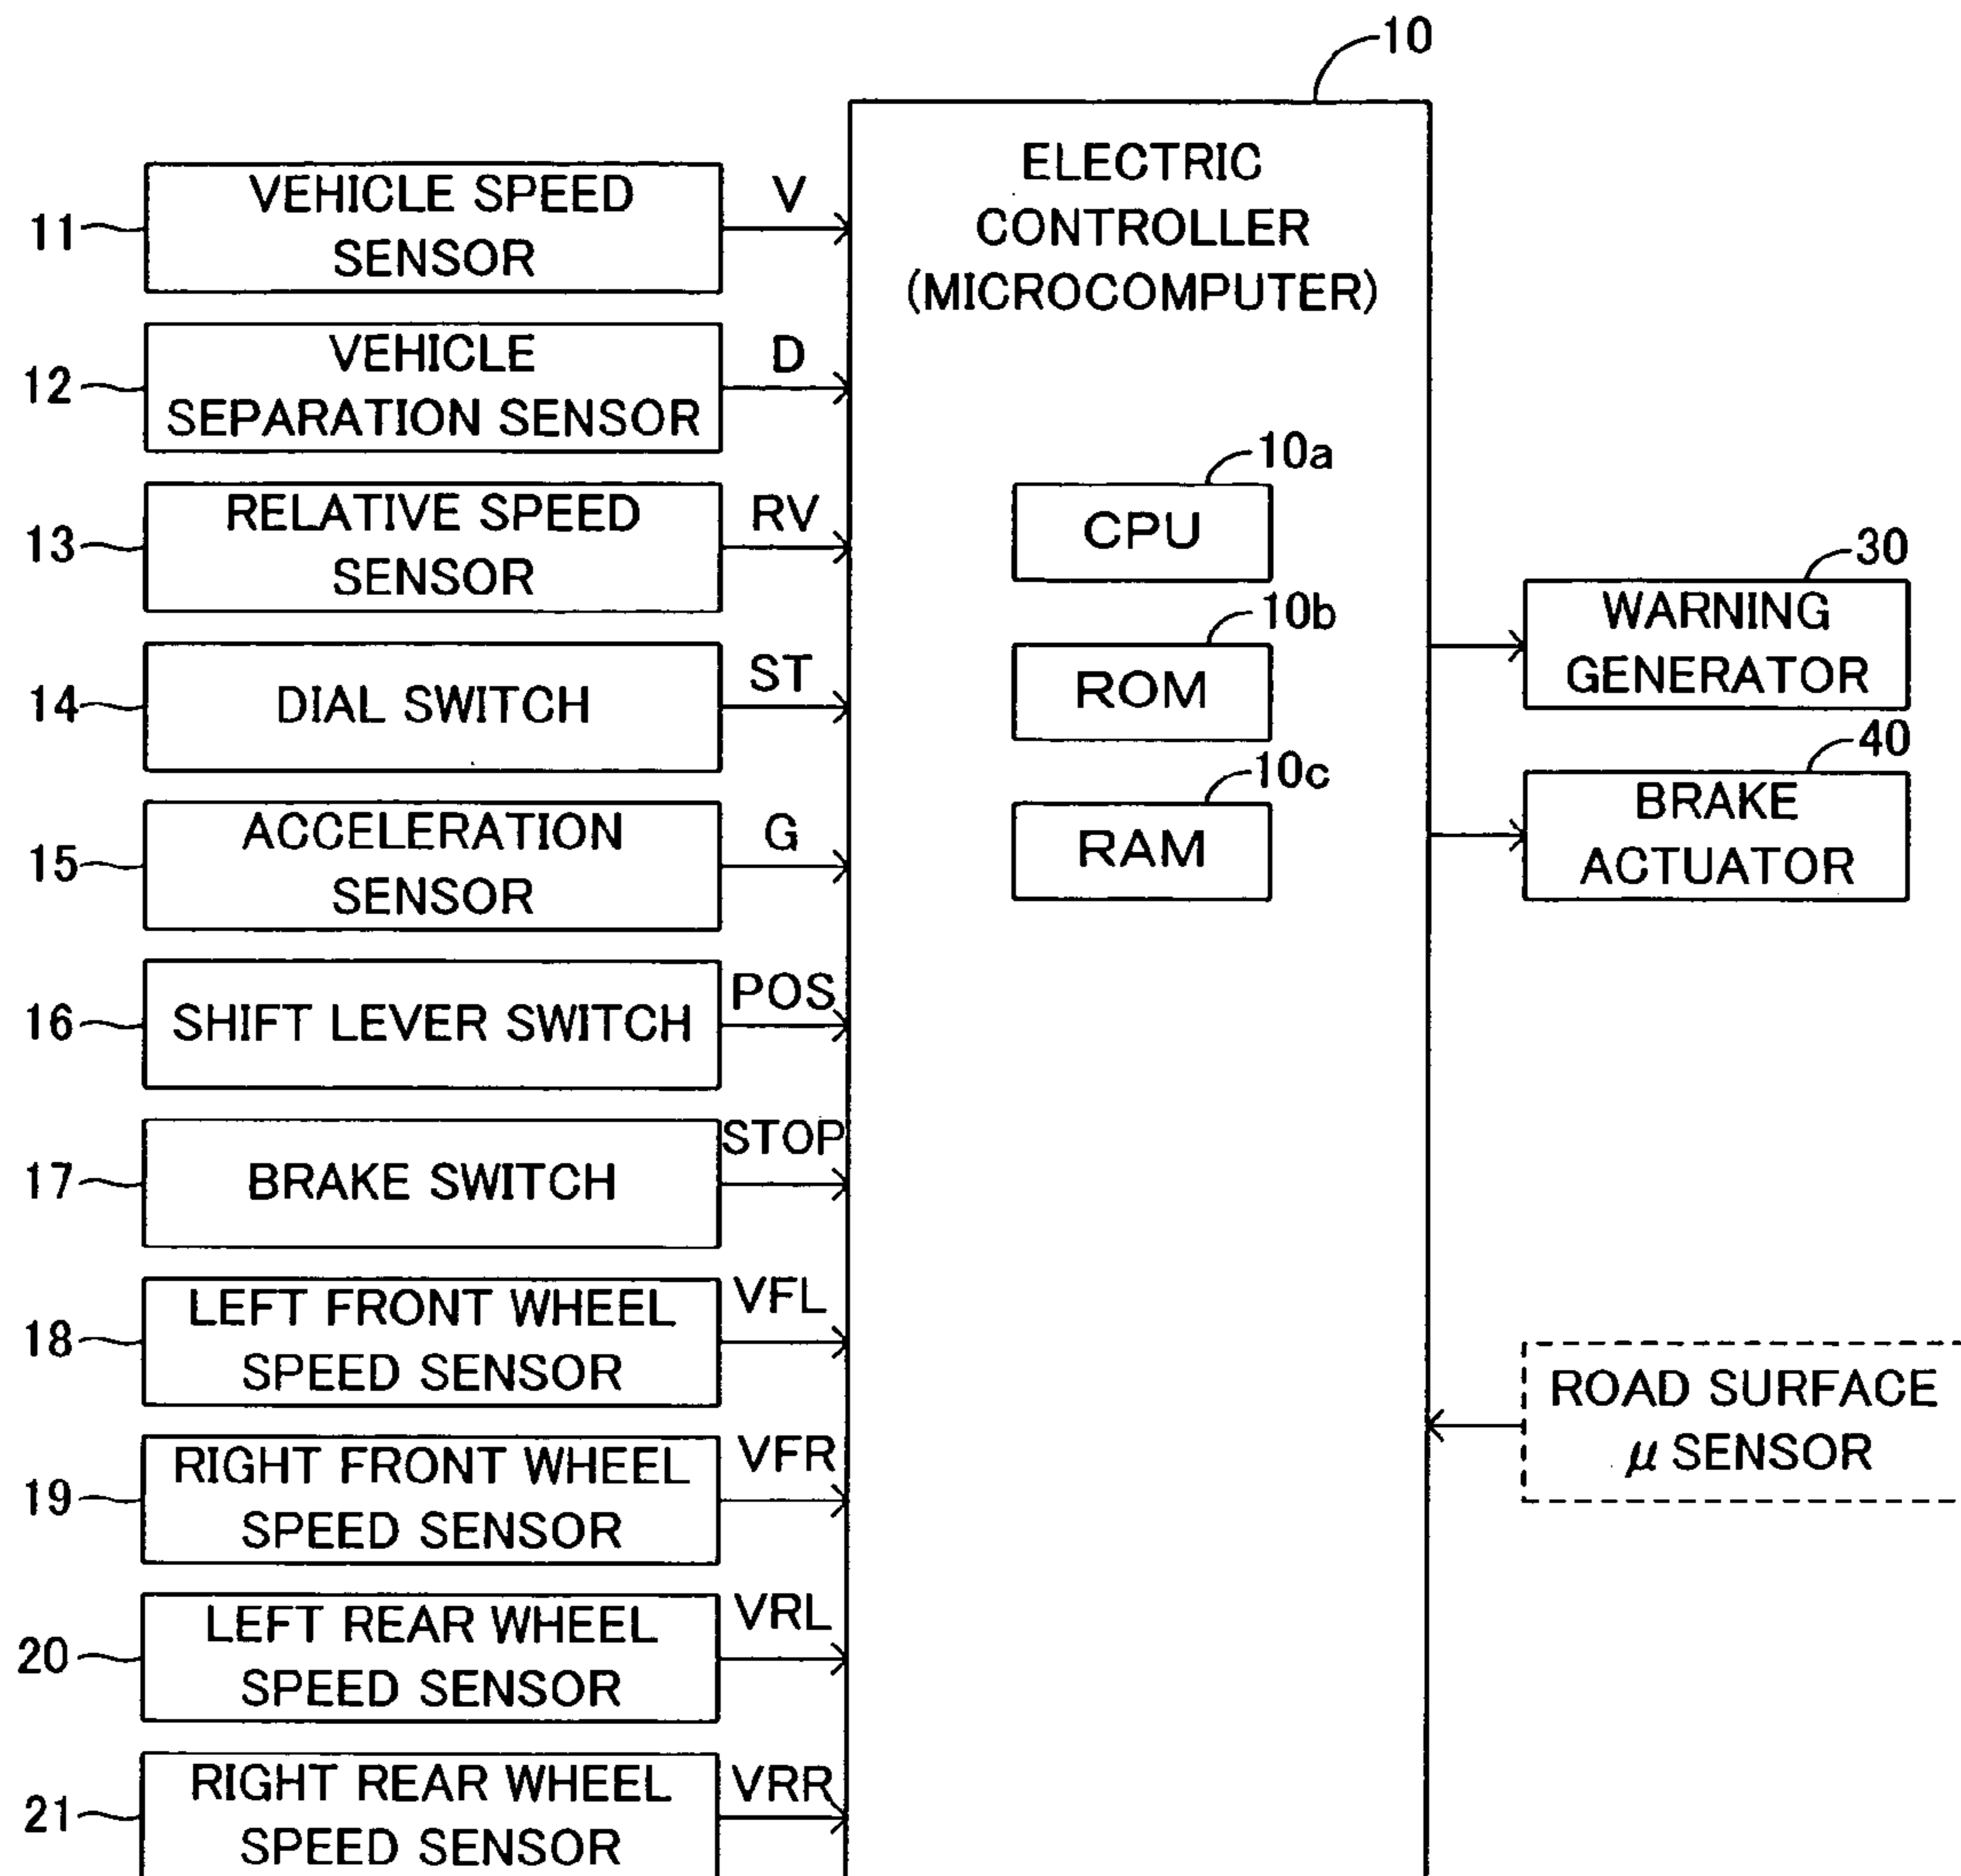 10
ELECTRIC
CONTROLLER
(MICROCOMPUTER)
11
VEHICLE SPEED
SENSOR
V
12
VEHICLE
SEPARATION SENSOR
D
13
RELATIVE SPEED
SENSOR
RV
14
DIAL SWITCH
ST
15
ACCELERATION
SENSOR
G
16
SHIFT LEVER SWITCH
POS
17
BRAKE SWITCH
STOP
18
LEFT FRONT WHEEL
SPEED SENSOR
VFL
19
RIGHT FRONT WHEEL
SPEED SENSOR
VFR
20
LEFT REAR WHEEL
SPEED SENSOR
VRL
21
RIGHT REAR WHEEL
SPEED SENSOR
VRR
10a
CPU
10b
ROM
10c
RAM
30
WARNING
GENERATOR
40
BRAKE
ACTUATOR
ROAD SURFACE
μ SENSOR